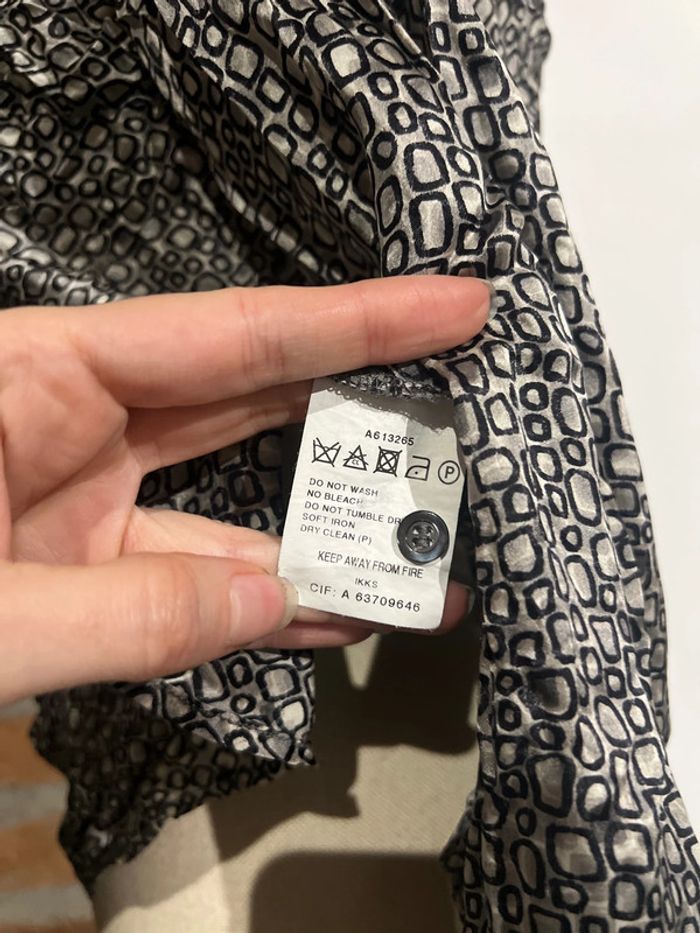 A613265
P
DO NOT WASH
NO BLEACH
DO NOT TUMBLE DR
SOFT IRON
DRY CLEAN (P)
KEEP AWAY FROM FIRE
IKKS
CIF: A 63709646